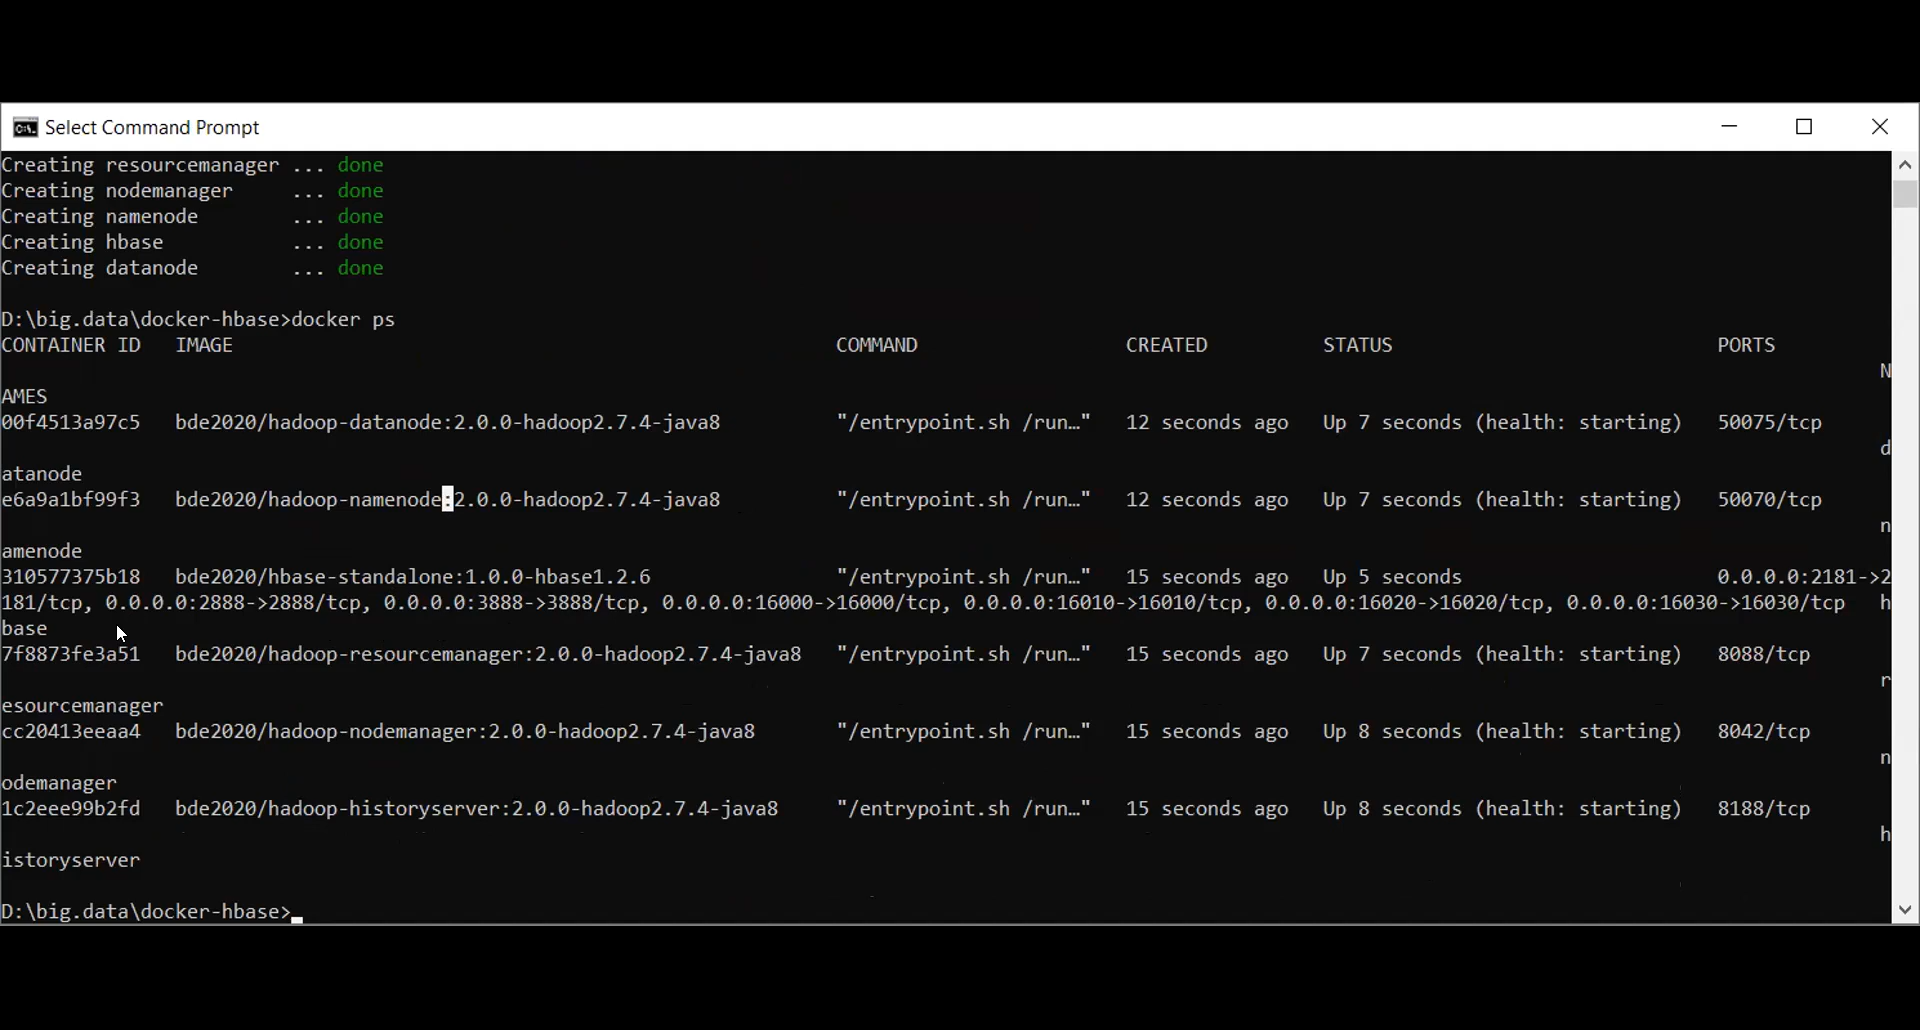 Select Command Prompt
Creating resourcemanager ... done
Creating nodemanager     ... done
Creating namenode        ... done
Creating hbase           ... done
Creating datanode        ... done
D:\big.data\docker-hbase>docker ps
CONTAINER ID   IMAGE   COMMAND   CREATED   STATUS   PORTS
N
AMES
00f4513a97c5   bde2020/hadoop-datanode:2.0.0-hadoop2.7.4-java8   "/entrypoint.sh /run…"   12 seconds ago   Up 7 seconds (health: starting)   50075/tcp
d
atanode
e6a9a1bf99f3   bde2020/hadoop-namenode:2.0.0-hadoop2.7.4-java8   "/entrypoint.sh /run…"   12 seconds ago   Up 7 seconds (health: starting)   50070/tcp
n
amenode
310577375b18   bde2020/hbase-standalone:1.0.0-hbase1.2.6   "/entrypoint.sh /run…"   15 seconds ago   Up 5 seconds   0.0.0.0:2181->2
181/tcp, 0.0.0.0:2888->2888/tcp, 0.0.0.0:3888->3888/tcp, 0.0.0.0:16000->16000/tcp, 0.0.0.0:16010->16010/tcp, 0.0.0.0:16020->16020/tcp, 0.0.0.0:16030->16030/tcp   h
base
7f8873fe3a51   bde2020/hadoop-resourcemanager:2.0.0-hadoop2.7.4-java8   "/entrypoint.sh /run…"   15 seconds ago   Up 7 seconds (health: starting)   8088/tcp
r
esourcemanager
cc20413eeaa4   bde2020/hadoop-nodemanager:2.0.0-hadoop2.7.4-java8   "/entrypoint.sh /run…"   15 seconds ago   Up 8 seconds (health: starting)   8042/tcp
n
odemanager
1c2eee99b2fd   bde2020/hadoop-historyserver:2.0.0-hadoop2.7.4-java8   "/entrypoint.sh /run…"   15 seconds ago   Up 8 seconds (health: starting)   8188/tcp
h
istoryserver
D:\big.data\docker-hbase>